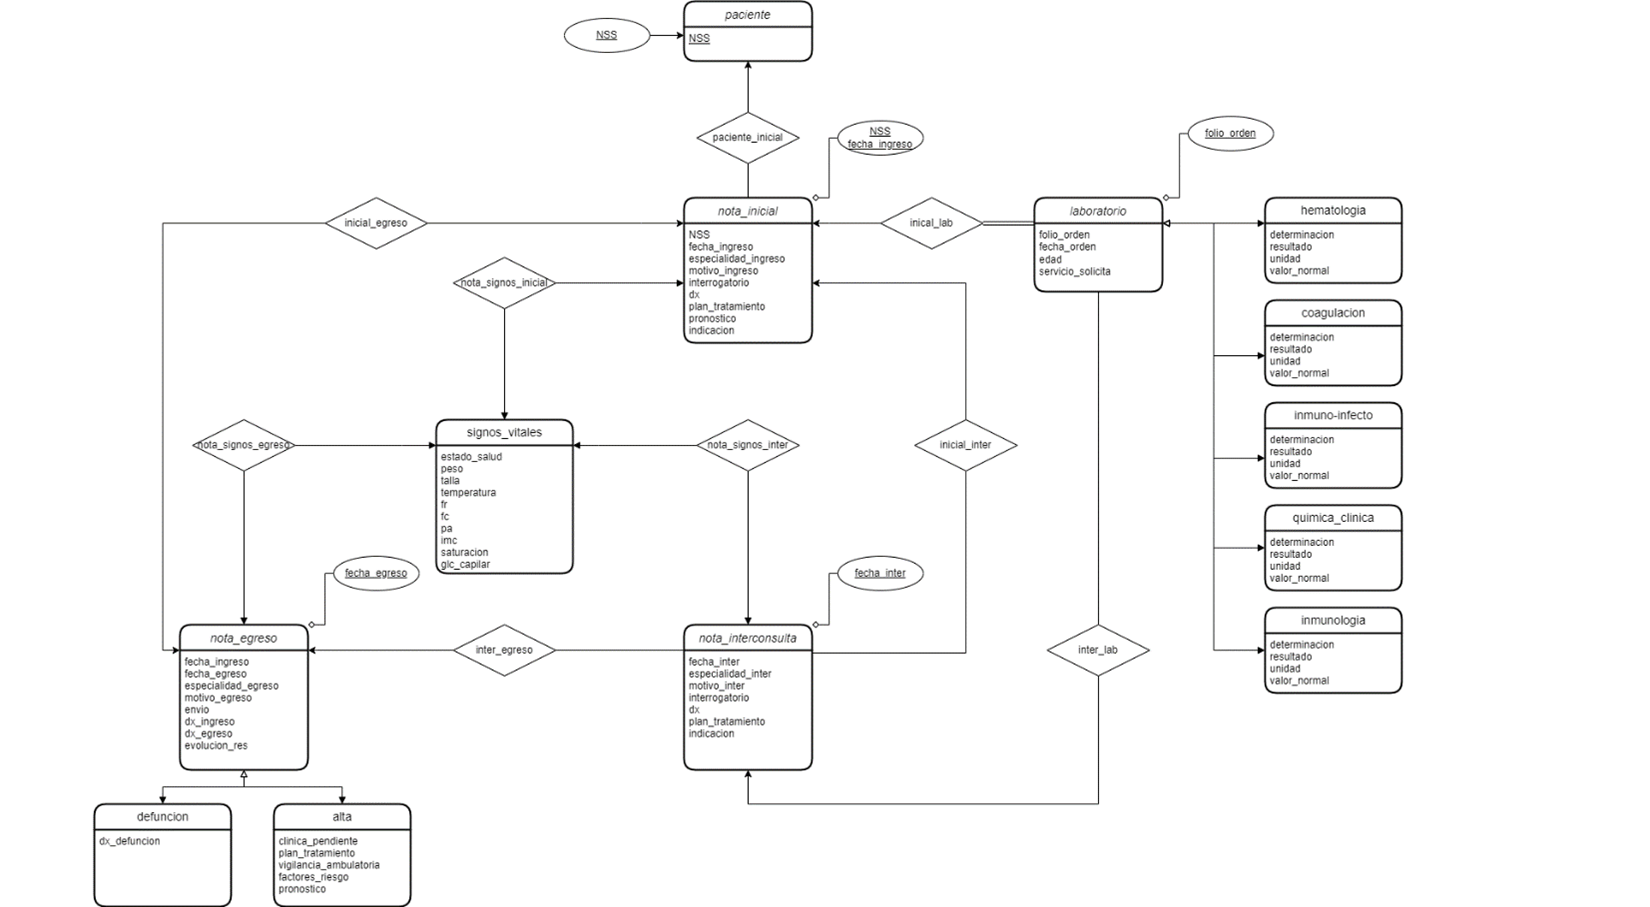 paciente
NSS
NSS
paciente_inicial
NSS
fecha_ingreso
folio_orden
inicial_egreso
nota_inicial
NSS
fecha_ingreso
especialidad_ingreso
motivo_ingreso
interrogatorio
dx
plan_tratamiento
pronostico
indicacion
inical_lab
laboratorio
folio_orden
fecha_orden
edad
servicio_solicita
hematologia
determinacion
resultado
unidad
valor_normal
nota_signos_inicial
coagulacion
determinacion
resultado
unidad
valor_normal
inmuno-infecto
determinacion
resultado
unidad
valor_normal
nota_signos_egreso
signos_vitales
estado_salud
peso
talla
temperatura
fr
fc
pa
imc
saturacion
glc_capilar
nota_signos_inter
inicial_inter
quimica_clinica
determinacion
resultado
unidad
valor_normal
fecha_egreso
fecha_inter
nota_egreso
fecha_ingreso
fecha_egreso
especialidad_egreso
motivo_egreso
envio
dx_ingreso
dx_egreso
evolucion_res
inter_egreso
nota_interconsulta
fecha_inter
especialidad_inter
motivo_inter
interrogatorio
dx
plan_tratamiento
indicacion
inter_lab
inmunologia
determinacion
resultado
unidad
valor_normal
defuncion
dx_defuncion
alta
clinica_pendiente
plan_tratamiento
vigilancia_ambulatoria
factores_riesgo
pronostico